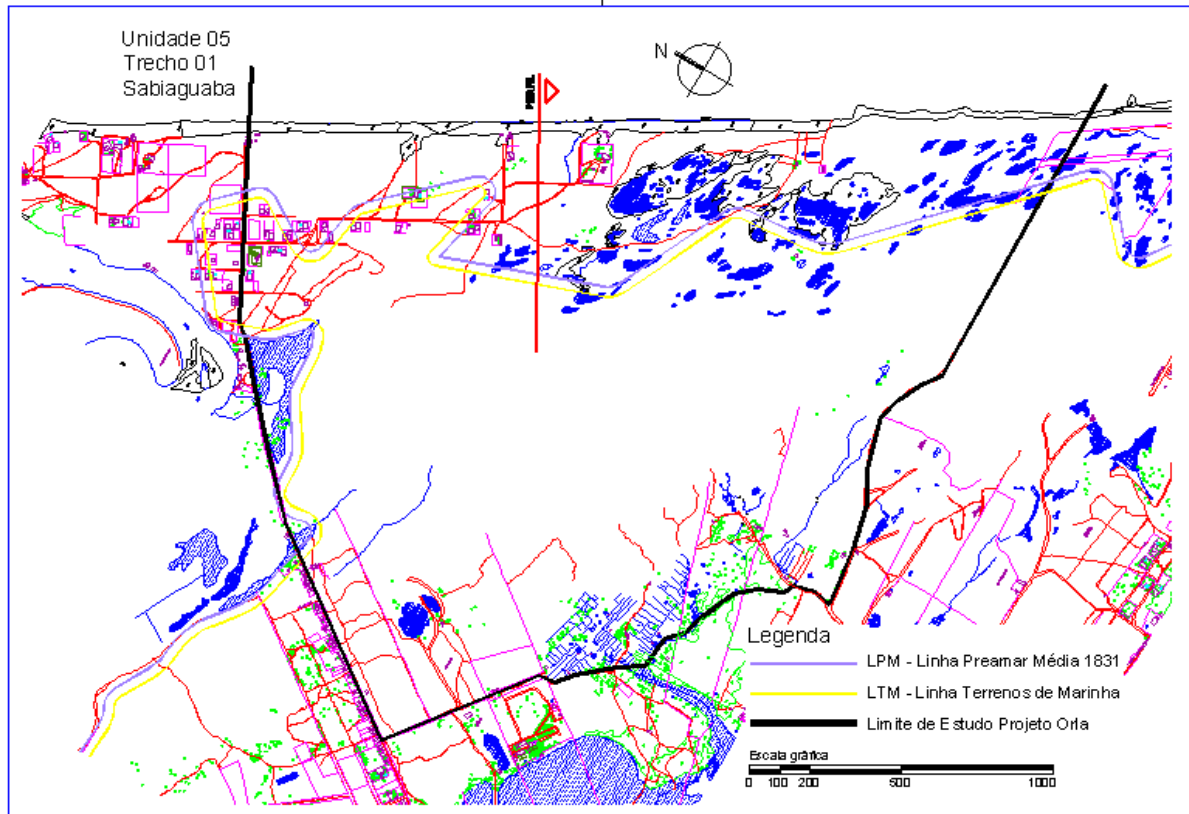 Unidade 05
Trecho 01
Sabiaguaba
N
PERFIL
Legenda
LPM - Linha Preamar Média 1831
LTM - Linha Terrenos de Marinha
Limite de Estudo Projeto Orla
Escala gráfica
0 100 200 500 1000